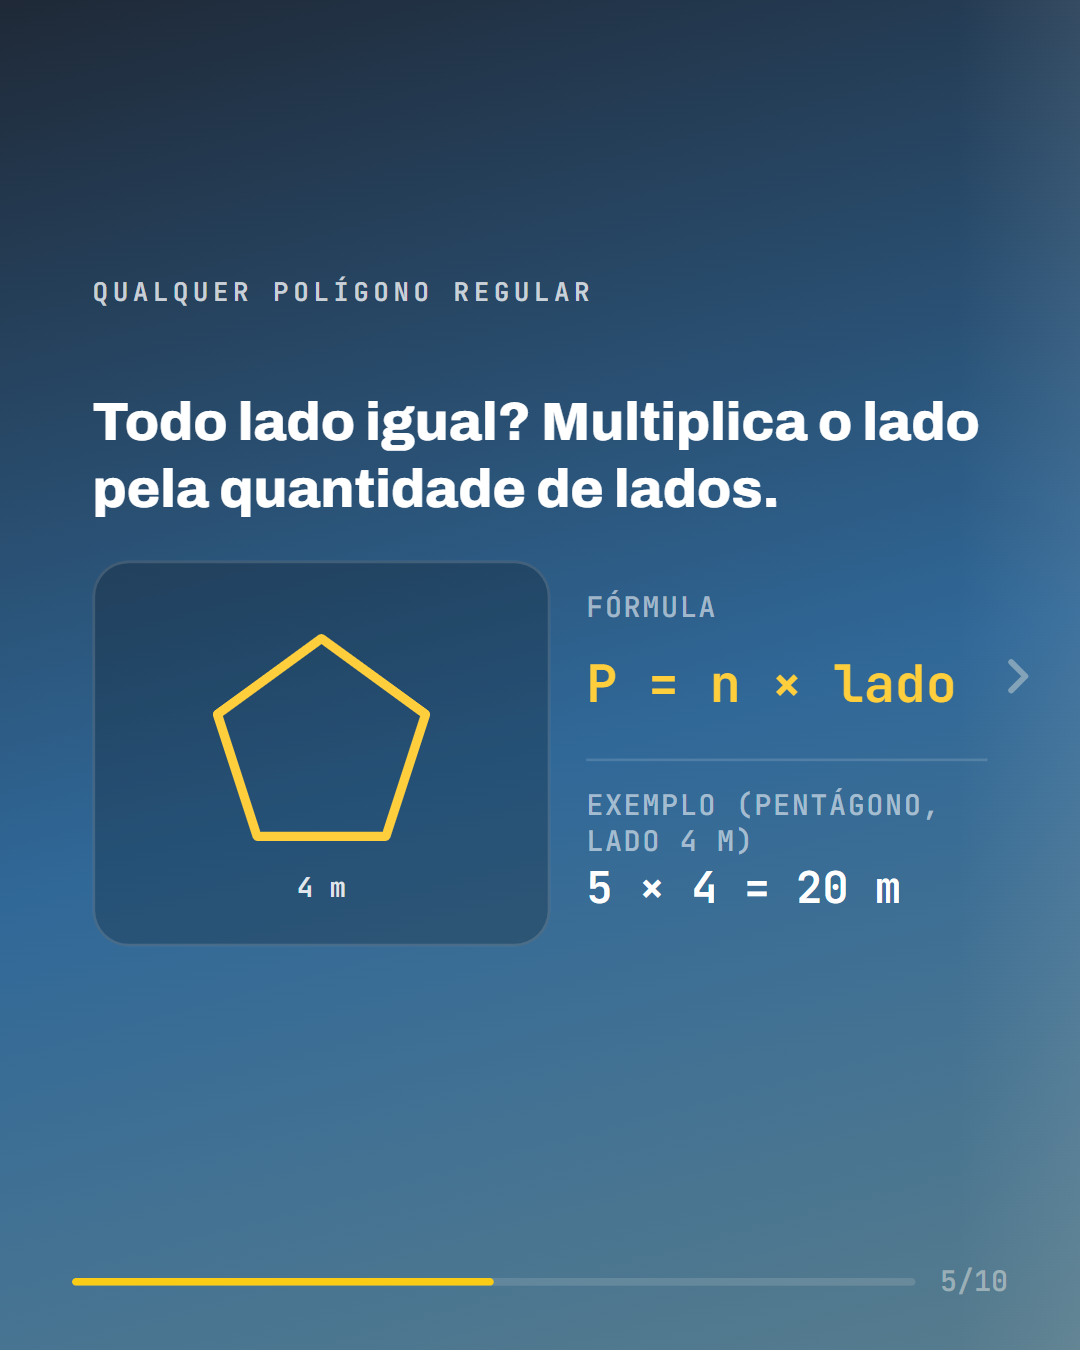 QUALQUER POLÍGONO REGULAR
Todo lado igual? Multiplica o lado
pela quantidade de lados.
4 m
FÓRMULA
P = n × lado
EXEMPLO (PENTÁGONO,
LADO 4 M)
5 × 4 = 20 m
5/10